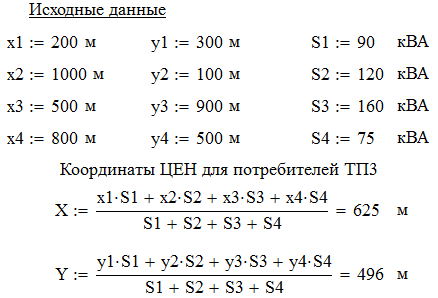 Исходные данные
x1 := 200 м y1 := 300 м S1 := 90 кВА
x2 := 1000 м y2 := 100 м S2 := 120 кВА
x3 := 500 м y3 := 900 м S3 := 160 кВА
x4 := 800 м y4 := 500 м S4 := 75 кВА
Координаты ЦЕН для потребителей ТП3
x1·S1 + x2·S2 + x3·S3 + x4·S4
X := = 625 м
S1 + S2 + S3 + S4
y1·S1 + y2·S2 + y3·S3 + y4·S4
Y := = 496 м
S1 + S2 + S3 + S4